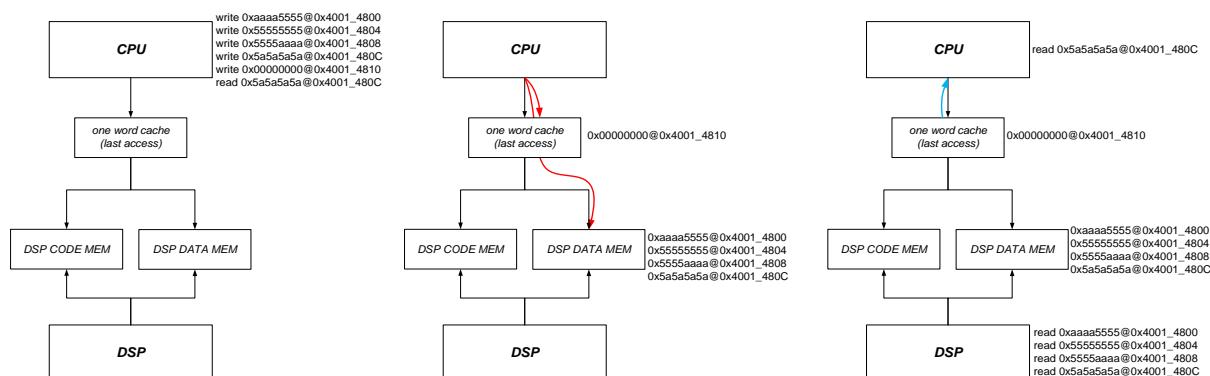 write 0xaaaa5555@0x4001_4800
write 0x55555555@0x4001_4804
write 0x5555aaaa@0x4001_4808
write 0x5a5a5a5a@0x4001_480C
write 0x00000000@0x4001_4810
read 0x5a5a5a5a@0x4001_480C
CPU
one word cache
(last access)
DSP CODE MEM
DSP DATA MEM
DSP
CPU
one word cache
(last access)
0x00000000@0x4001_4810
DSP CODE MEM
DSP DATA MEM
0xaaaa5555@0x4001_4800
0x55555555@0x4001_4804
0x5555aaaa@0x4001_4808
0x5a5a5a5a@0x4001_480C
DSP
CPU
read 0x5a5a5a5a@0x4001_480C
one word cache
(last access)
0x00000000@0x4001_4810
DSP CODE MEM
DSP DATA MEM
0xaaaa5555@0x4001_4800
0x55555555@0x4001_4804
0x5555aaaa@0x4001_4808
0x5a5a5a5a@0x4001_480C
DSP
read 0xaaaa5555@0x4001_4800
read 0x55555555@0x4001_4804
read 0x5555aaaa@0x4001_4808
read 0x5a5a5a5a@0x4001_480C